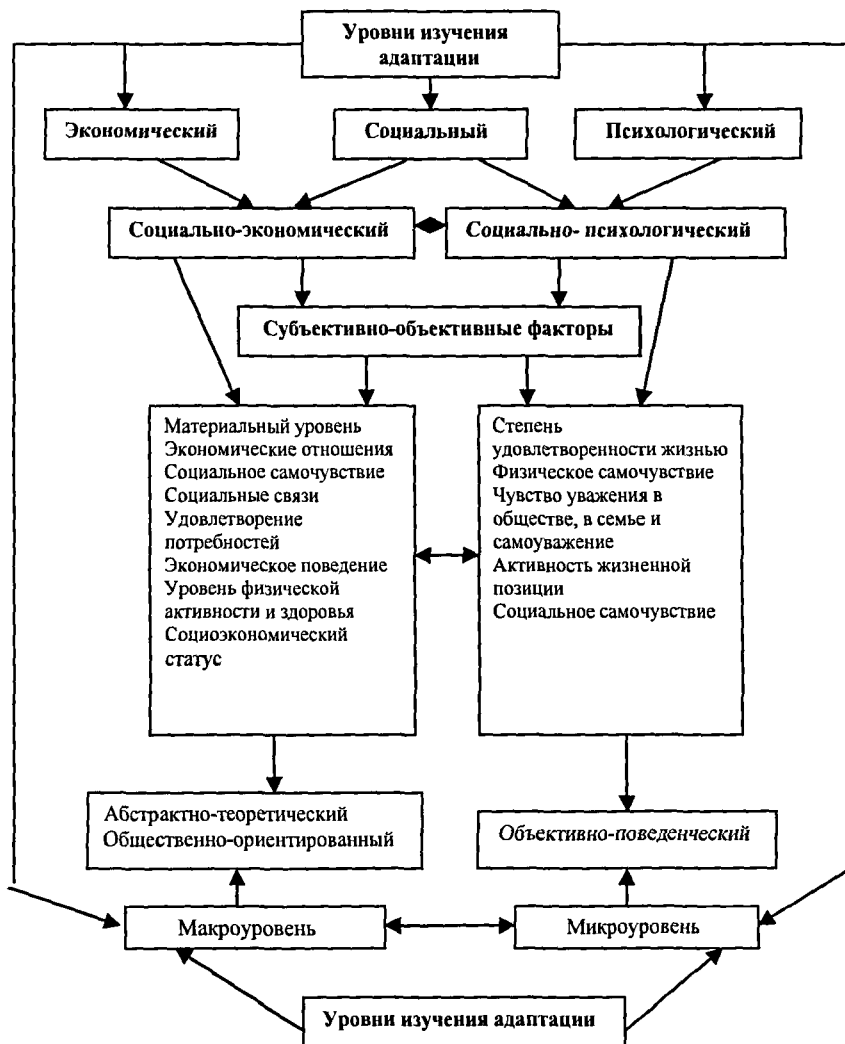 Уровни изучения
адаптации
Экономический
Социальный
Психологический
Социально-экономический
Социально- психологический
Субъективно-объективные факторы
Материальный уровень
Экономические отношения
Социальное самочувствие
Социальные связи
Удовлетворение
потребностей
Экономическое поведение
Уровень физической
активности и здоровья
Социоэкономический
статус
Степень
удовлетворенности жизнью
Физическое самочувствие
Чувство уважения в
обществе, в семье и
самоуважение
Активность жизненной
позиции
Социальное самочувствие
Абстрактно-теоретический
Общественно-ориентированный
Объективно-поведенческий
Макроуровень
Микроуровень
Уровни изучения адаптации